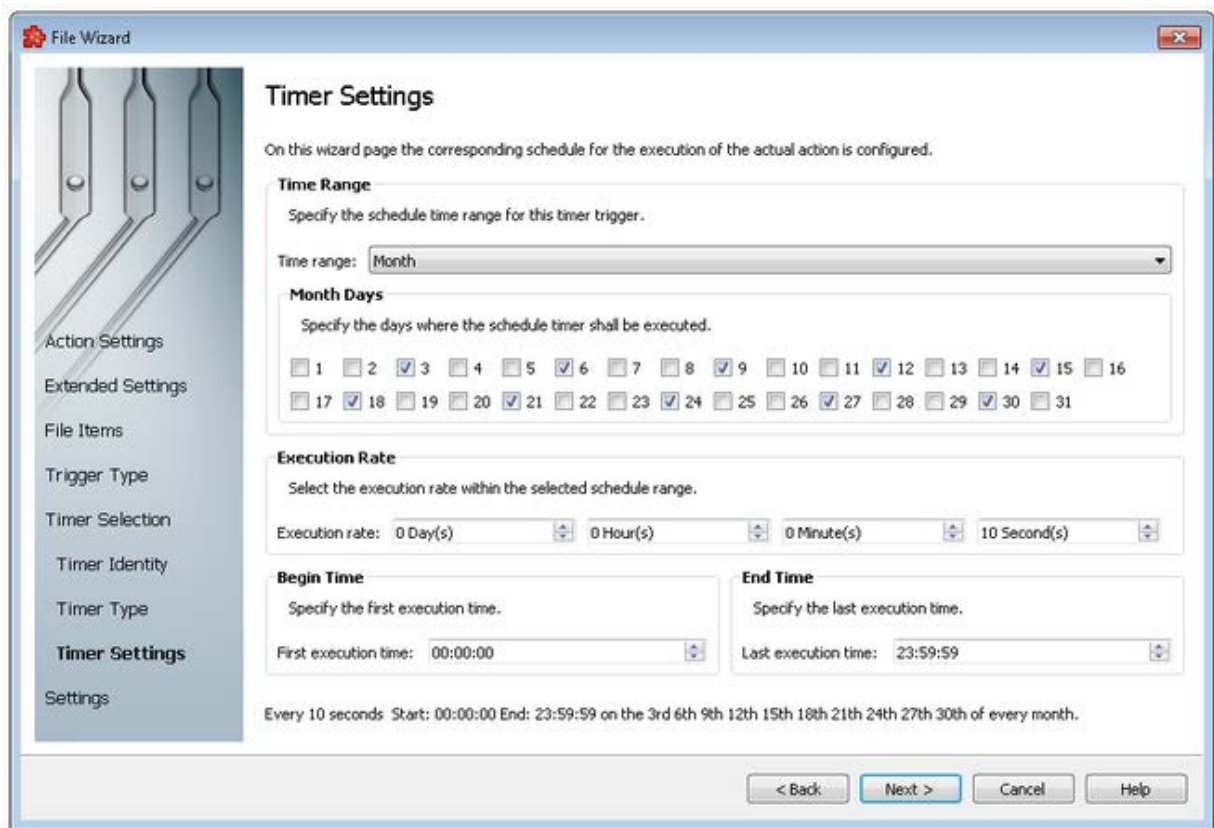 File Wizard
Timer Settings
On this wizard page the corresponding schedule for the execution of the actual action is configured.
Time Range
Specify the schedule time range for this timer trigger.
Time range: Month
Month Days
Specify the days where the schedule timer shall be executed.
1 2 3 4 5 6 7 8 9 10 11 12 13 14 15 16
17 18 19 20 21 22 23 24 25 26 27 28 29 30 31
Execution Rate
Select the execution rate within the selected schedule range.
Execution rate: 0 Day(s) 0 Hour(s) 0 Minute(s) 10 Second(s)
Begin Time
Specify the first execution time.
First execution time: 00:00:00
End Time
Specify the last execution time.
Last execution time: 23:59:59
Every 10 seconds Start: 00:00:00 End: 23:59:59 on the 3rd 6th 9th 12th 15th 18th 21th 24th 27th 30th of every month.
Action Settings
Extended Settings
File Items
Trigger Type
Timer Selection
Timer Identity
Timer Type
Timer Settings
Settings
< Back Next > Cancel Help